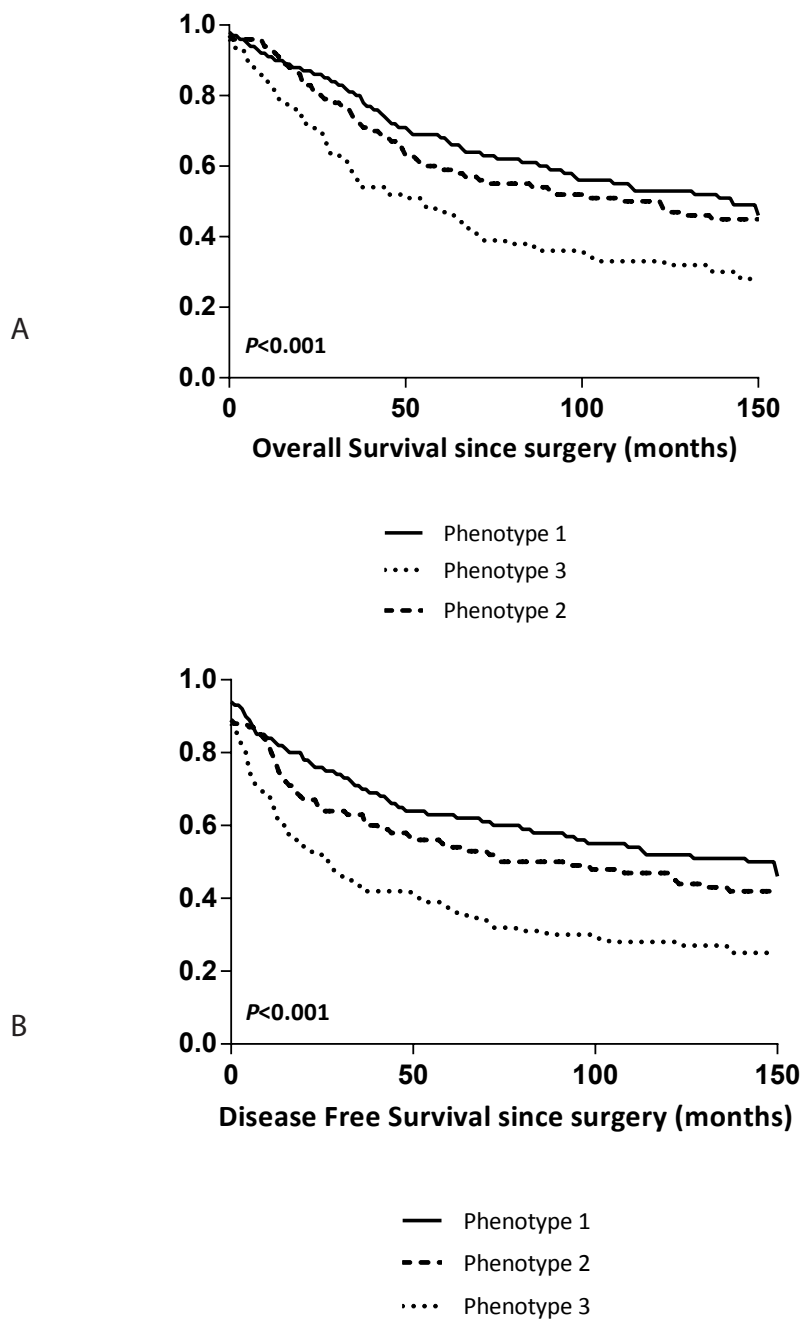 1.0
0.8
0.6
0.4
0.2
0.0
A
P<0.001
0 50 100 150
Overall Survival since surgery (months)
Phenotype 1
Phenotype 3
Phenotype 2
1.0
0.8
0.6
0.4
0.2
0.0
B
P<0.001
0 50 100 150
Disease Free Survival since surgery (months)
Phenotype 1
Phenotype 2
Phenotype 3